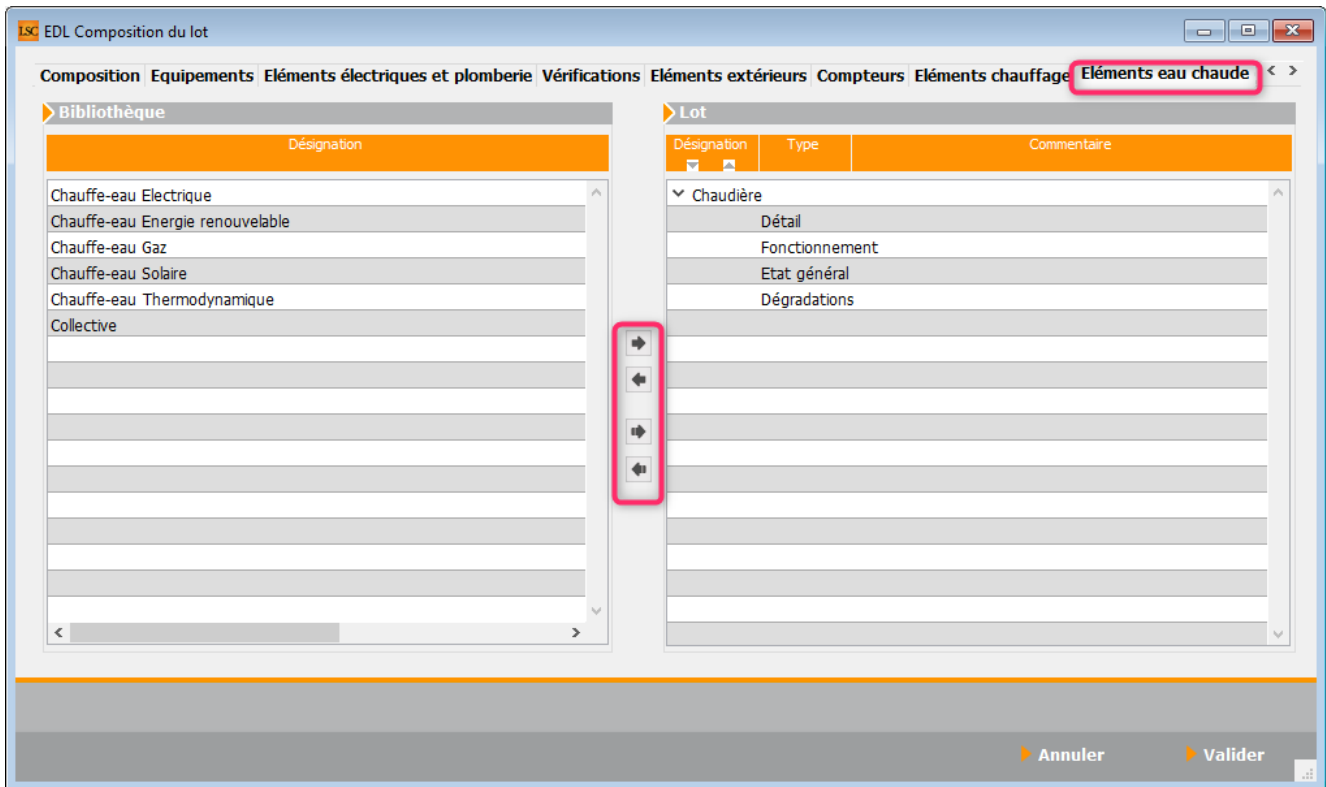 LSC EDL Composition du lot
Composition Equipements Eléments électriques et plomberie Vérifications Eléments extérieurs Compteurs Eléments chauffage Eléments eau chaude
Bibliothèque
Désignation
Chauffe-eau Electrique
Chauffe-eau Energie renouvelable
Chauffe-eau Gaz
Chauffe-eau Solaire
Chauffe-eau Thermodynamique
Collective
Lot
Désignation Type Commentaire
Chaudière
Détail
Fonctionnement
Etat général
Dégradations
Annuler Valider